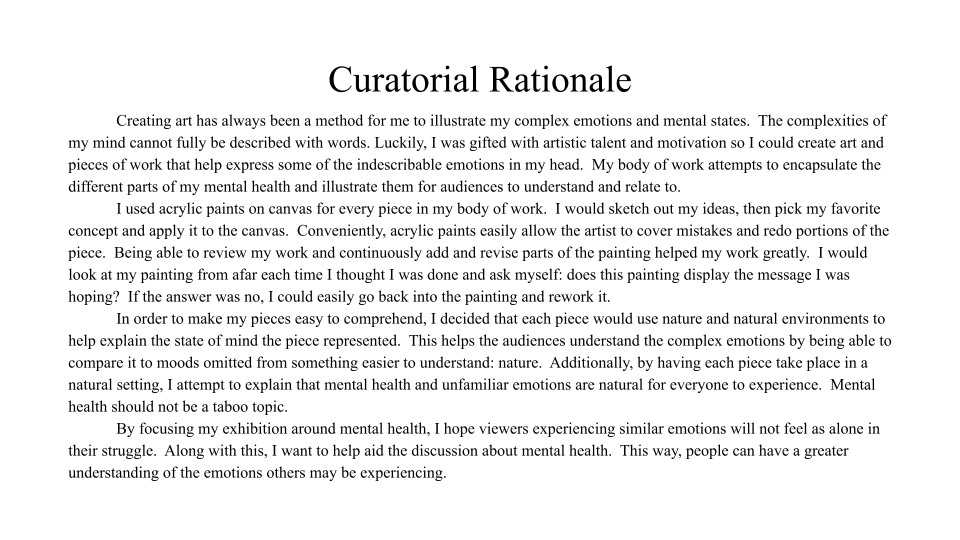 Curatorial Rationale
Creating art has always been a method for me to illustrate my complex emotions and mental states.  The complexities of
my mind cannot fully be described with words. Luckily, I was gifted with artistic talent and motivation so I could create art and
pieces of work that help express some of the indescribable emotions in my head.  My body of work attempts to encapsulate the
different parts of my mental health and illustrate them for audiences to understand and relate to.
I used acrylic paints on canvas for every piece in my body of work.  I would sketch out my ideas, then pick my favorite
concept and apply it to the canvas.  Conveniently, acrylic paints easily allow the artist to cover mistakes and redo portions of the
piece.  Being able to review my work and continuously add and revise parts of the painting helped my work greatly.  I would
look at my painting from afar each time I thought I was done and ask myself: does this painting display the message I was
hoping?  If the answer was no, I could easily go back into the painting and rework it.
In order to make my pieces easy to comprehend, I decided that each piece would use nature and natural environments to
help explain the state of mind the piece represented.  This helps the audiences understand the complex emotions by being able to
compare it to moods omitted from something easier to understand: nature.  Additionally, by having each piece take place in a
natural setting, I attempt to explain that mental health and unfamiliar emotions are natural for everyone to experience.  Mental
health should not be a taboo topic.
By focusing my exhibition around mental health, I hope viewers experiencing similar emotions will not feel as alone in
their struggle.  Along with this, I want to help aid the discussion about mental health.  This way, people can have a greater
understanding of the emotions others may be experiencing.